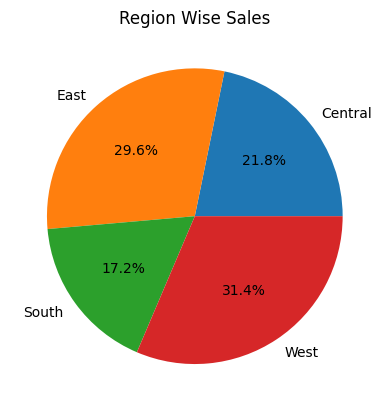 Region Wise Sales
East
Central
29.6%
21.8%
17.2%
31.4%
South
West